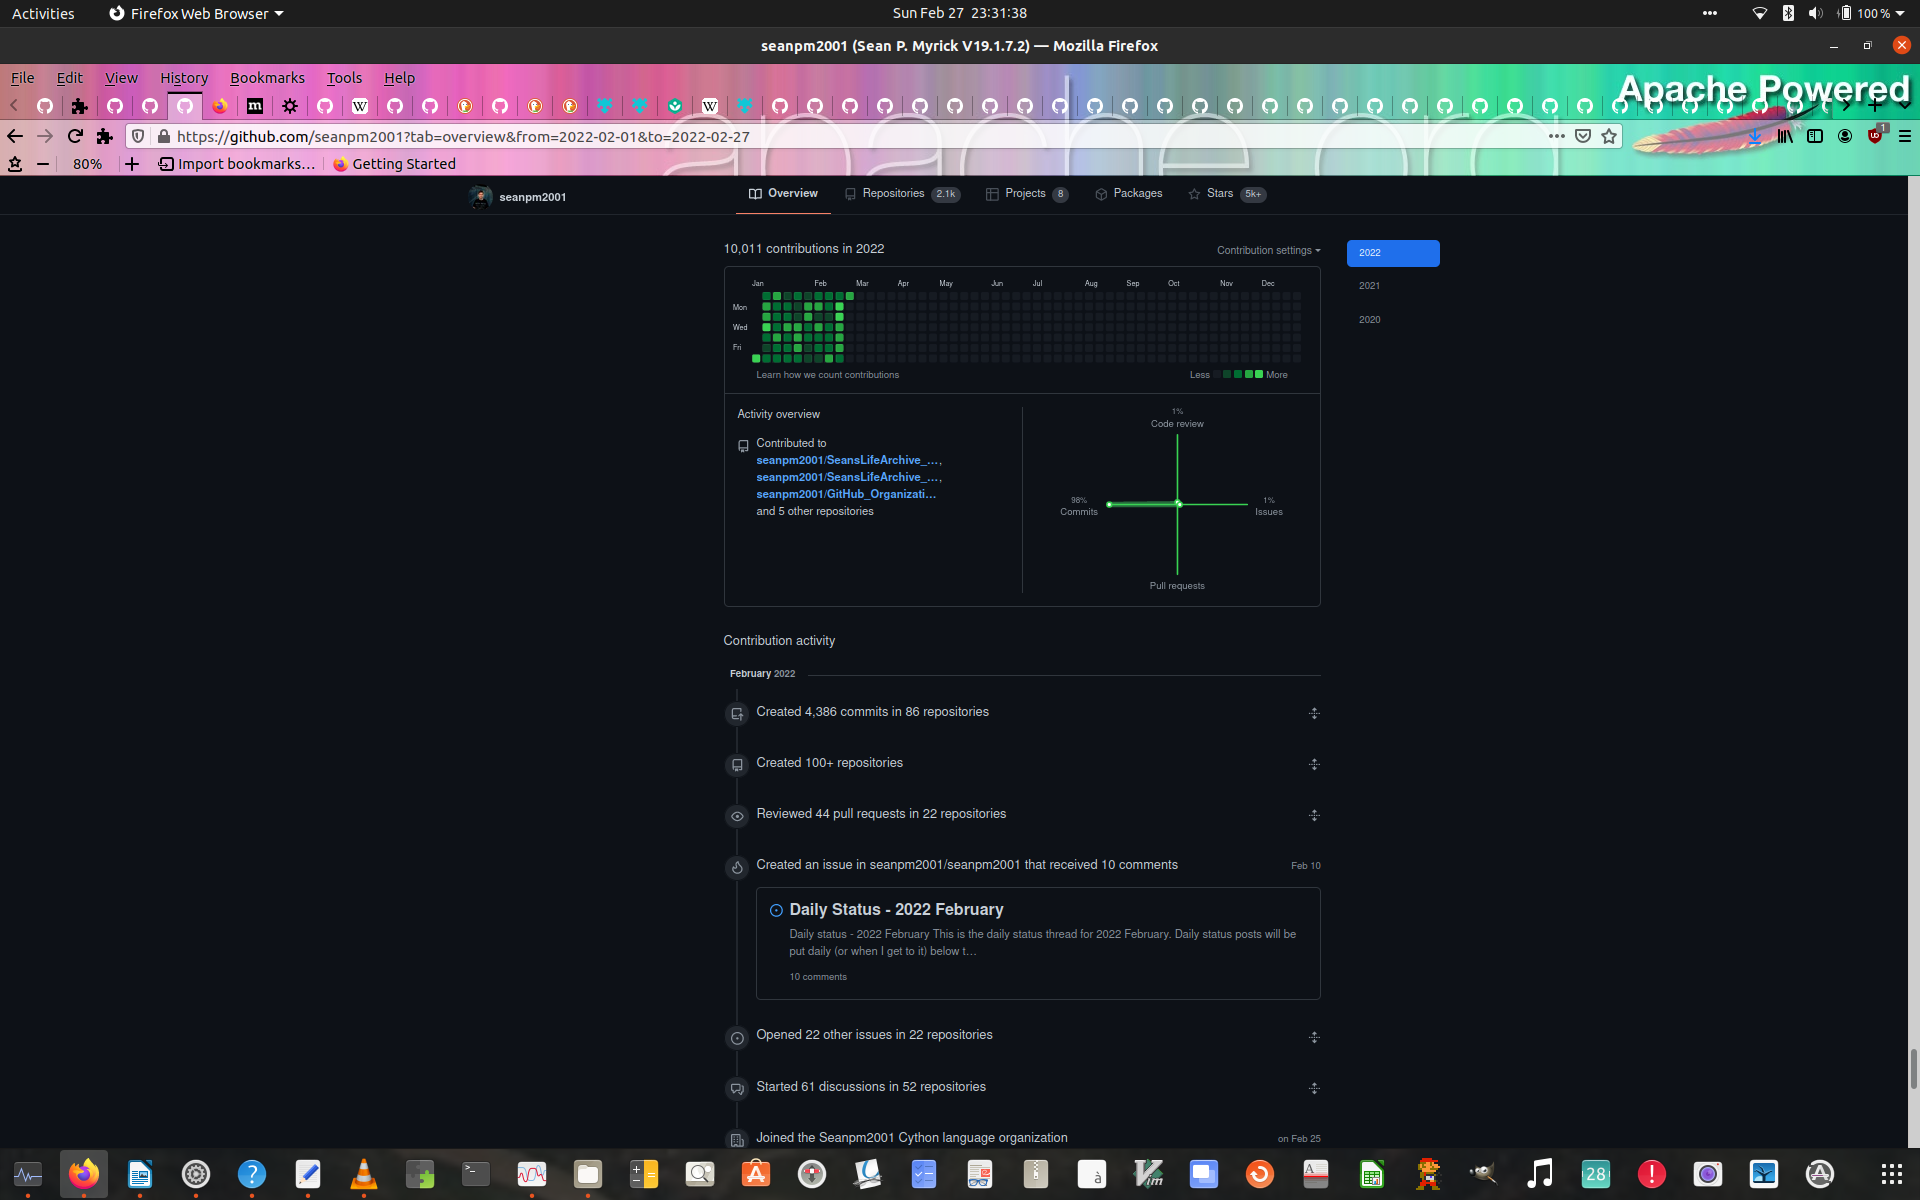 Activities
Firefox Web Browser
Sun Feb 27 23:31:38
100 %
seanpm2001 (Sean P. Myrick V19.1.7.2) — Mozilla Firefox
File Edit View History Bookmarks Tools Help
Apache Powered
https://github.com/seanpm2001?tab=overview&from=2022-02-01&to=2022-02-27
1
80%
Import bookmarks…
Getting Started
seanpm2001
Overview
Repositories 2.1k
Projects 8
Packages
Stars 5k+
10,011 contributions in 2022
Contribution settings
2022
2021
2020
Jan Feb Mar Apr May Jun Jul Aug Sep Oct Nov Dec
Mon
Wed
Fri
Learn how we count contributions
Less More
Activity overview
Contributed to
seanpm2001/SeansLifeArchive_…,
seanpm2001/SeansLifeArchive_…,
seanpm2001/GitHub_Organizati…
and 5 other repositories
1%
Code review
98%
Commits
1%
Issues
Pull requests
Contribution activity
February 2022
Created 4,386 commits in 86 repositories
Created 100+ repositories
Reviewed 44 pull requests in 22 repositories
Created an issue in seanpm2001/seanpm2001 that received 10 comments
Feb 10
Daily Status - 2022 February
Daily status - 2022 February This is the daily status thread for 2022 February. Daily status posts will be
put daily (or when I get to it) below t…
10 comments
Opened 22 other issues in 22 repositories
Started 61 discussions in 52 repositories
Joined the Seanpm2001 Cython language organization
on Feb 25
28